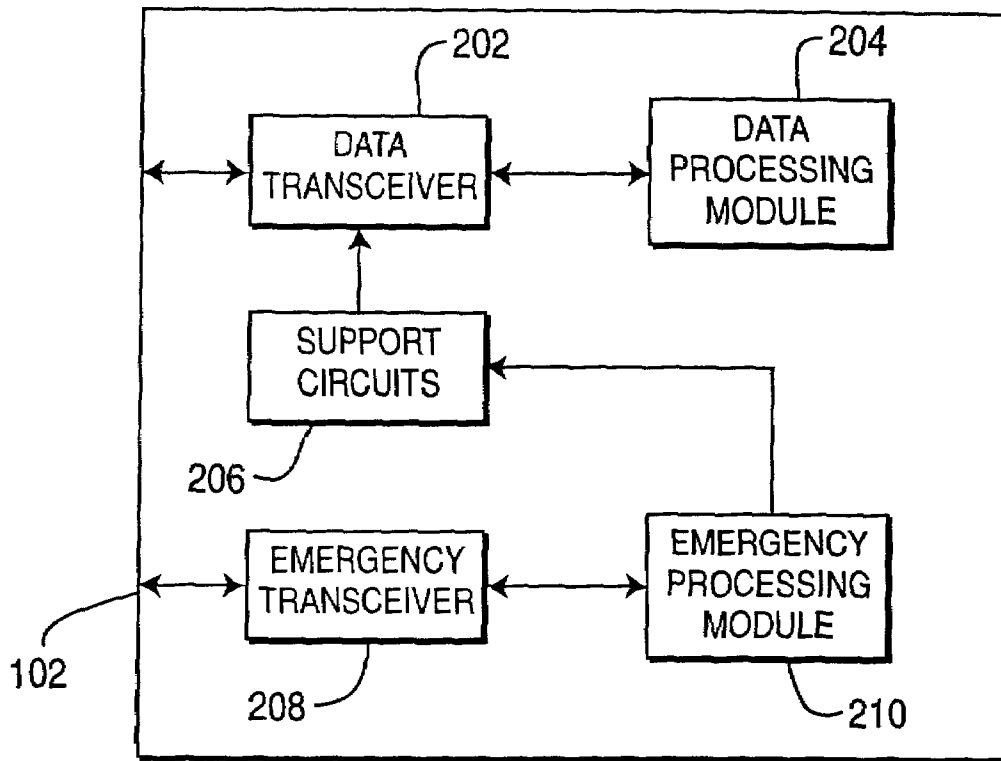 202
204
DATA
TRANSCEIVER
DATA
PROCESSING
MODULE
SUPPORT
CIRCUITS
206
EMERGENCY
TRANSCEIVER
EMERGENCY
PROCESSING
MODULE
102
208
210